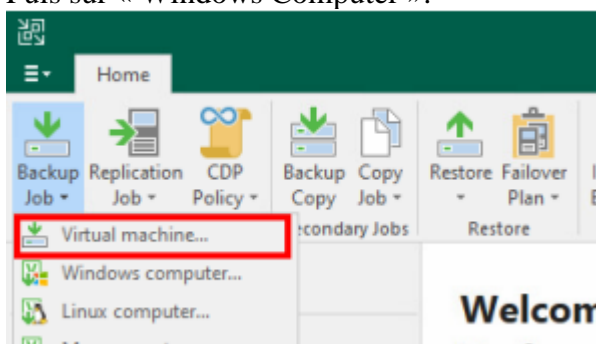 Puis sur « Windows Computer ».
Home
Backup Job
Replication Job
CDP Policy
Backup Copy
Copy Job
Restore
Failover Plan
econdary Jobs
Restore
Virtual machine...
Windows computer...
Linux computer...
Welcom